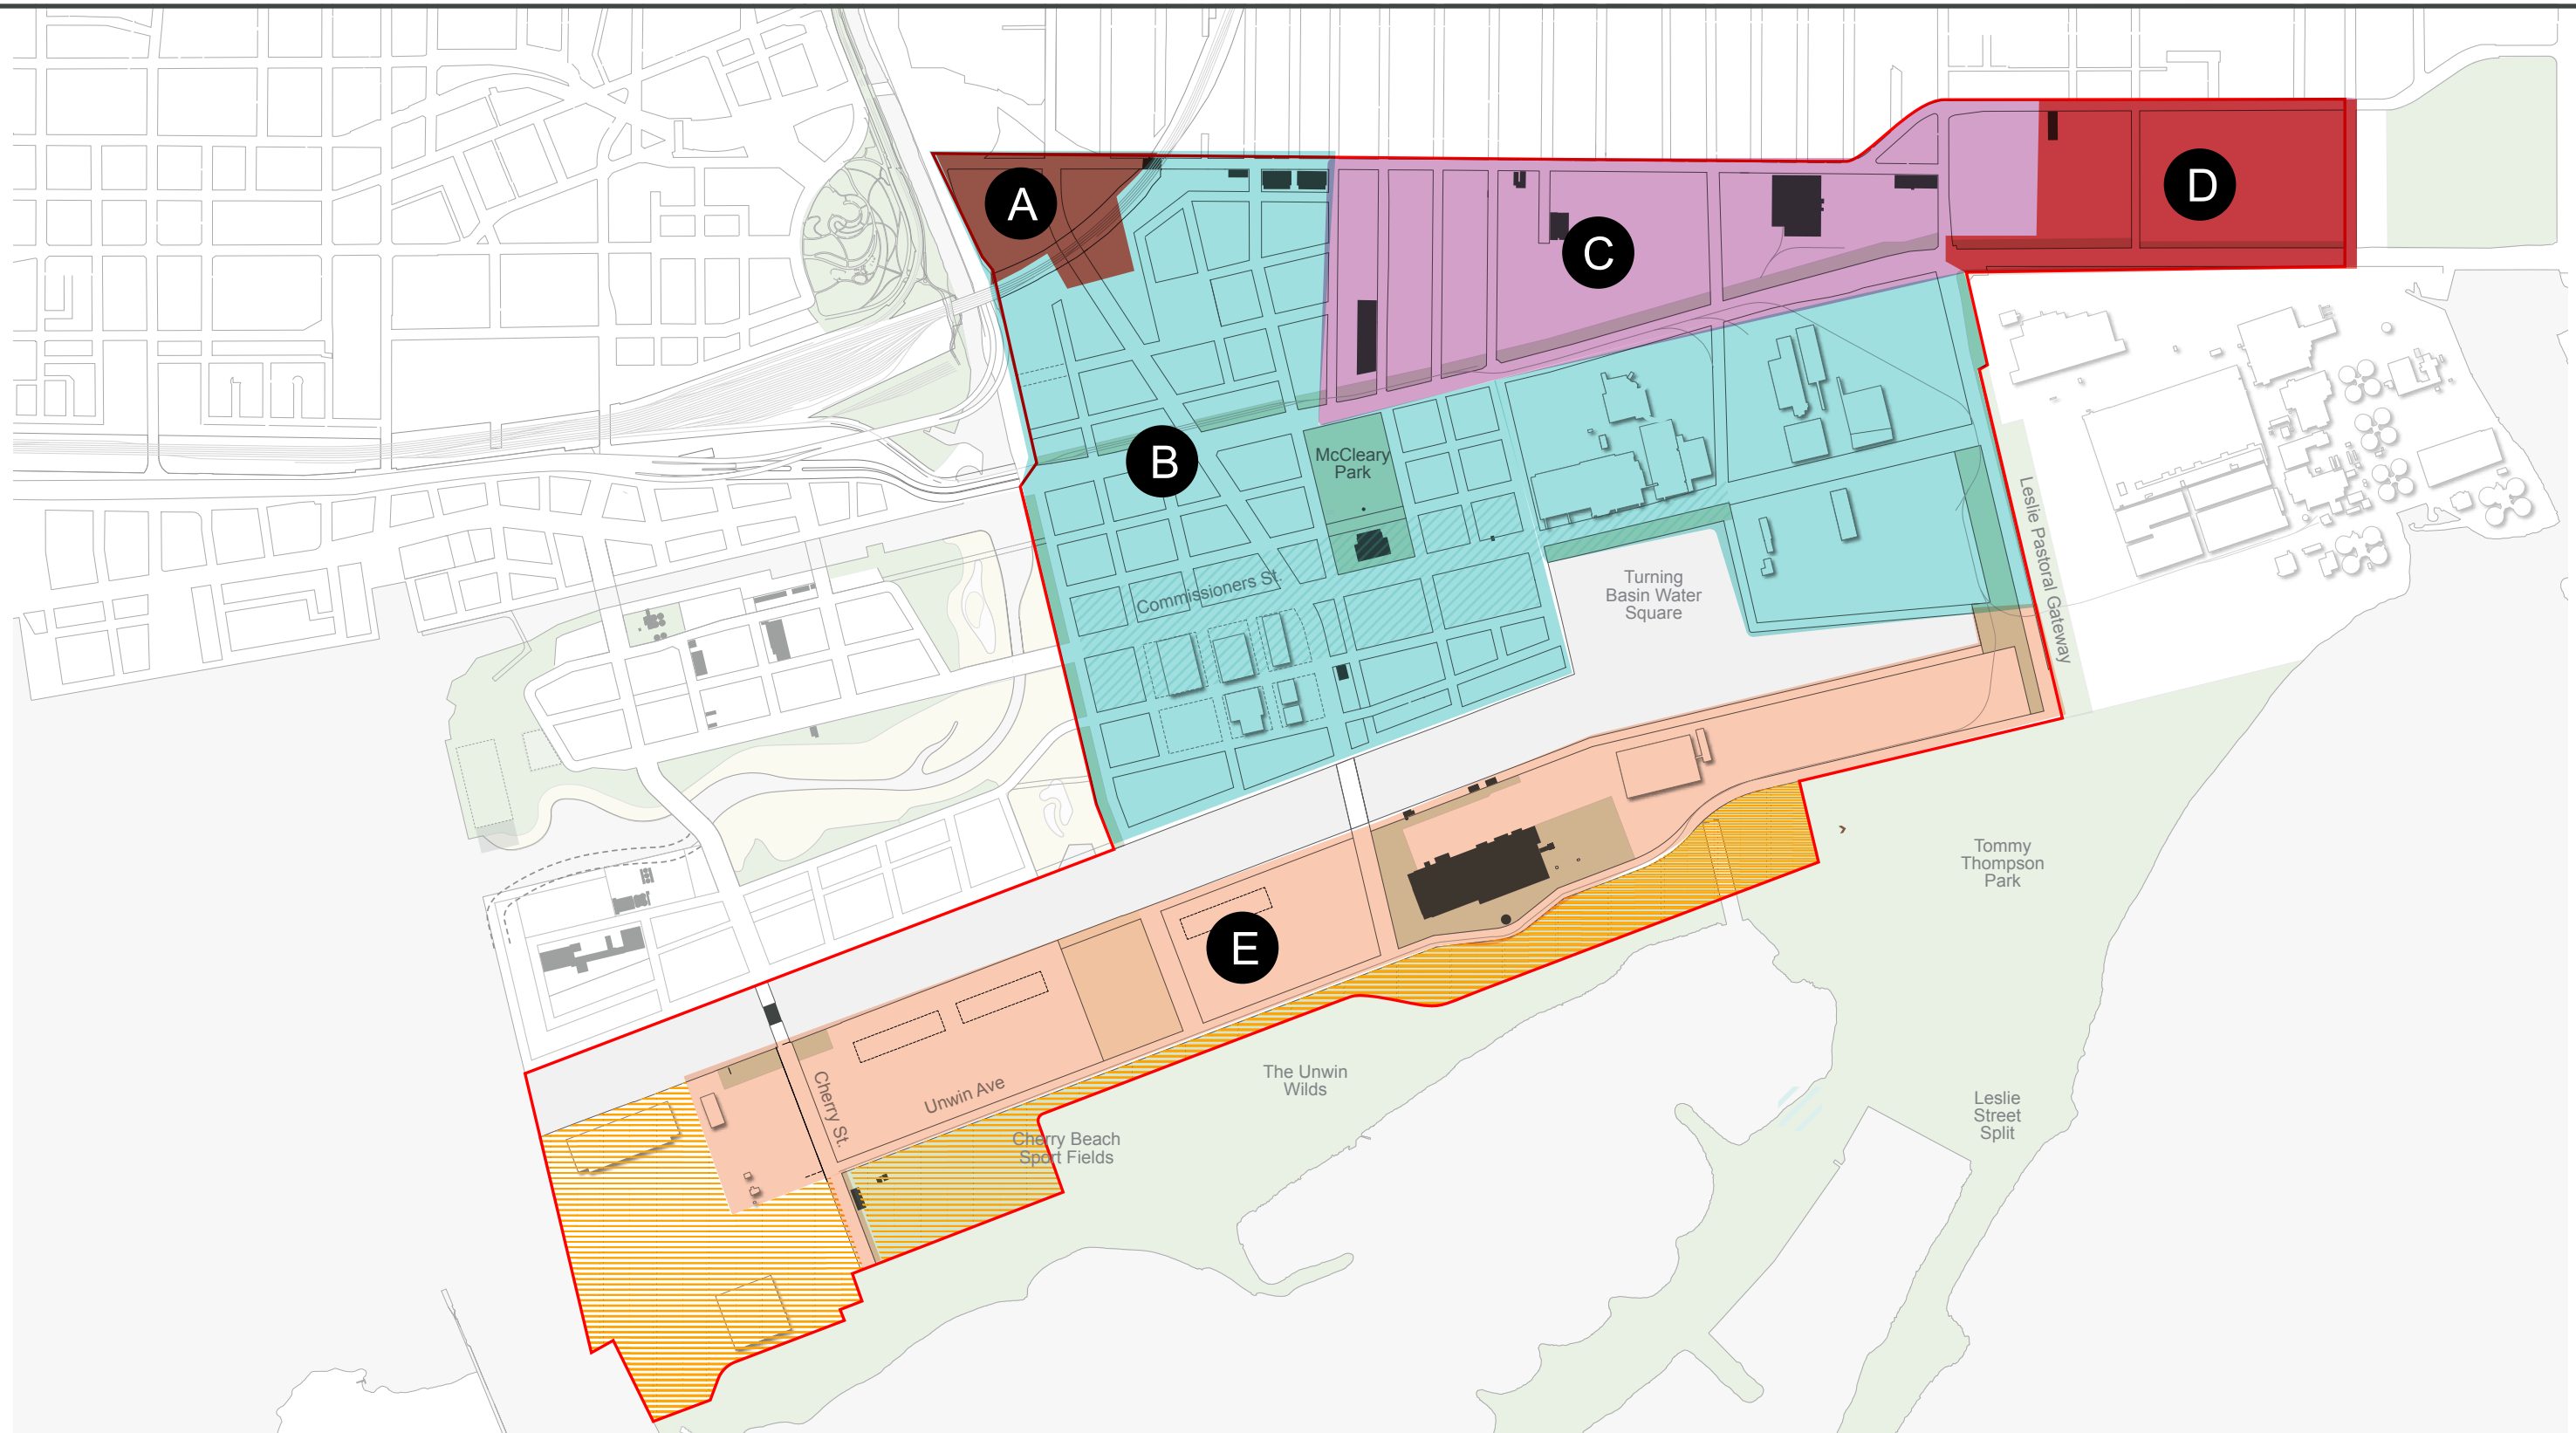 A
D
C
B
McCleary
Park
Leslie Pastoral Gateway
Turning
Basin Water
Square
Commissioners St.
Tommy
Thompson
Park
E
The Unwin
Wilds
Cherry St.
Unwin Ave
Leslie
Street
Split
Cherry Beach
Sport Fields